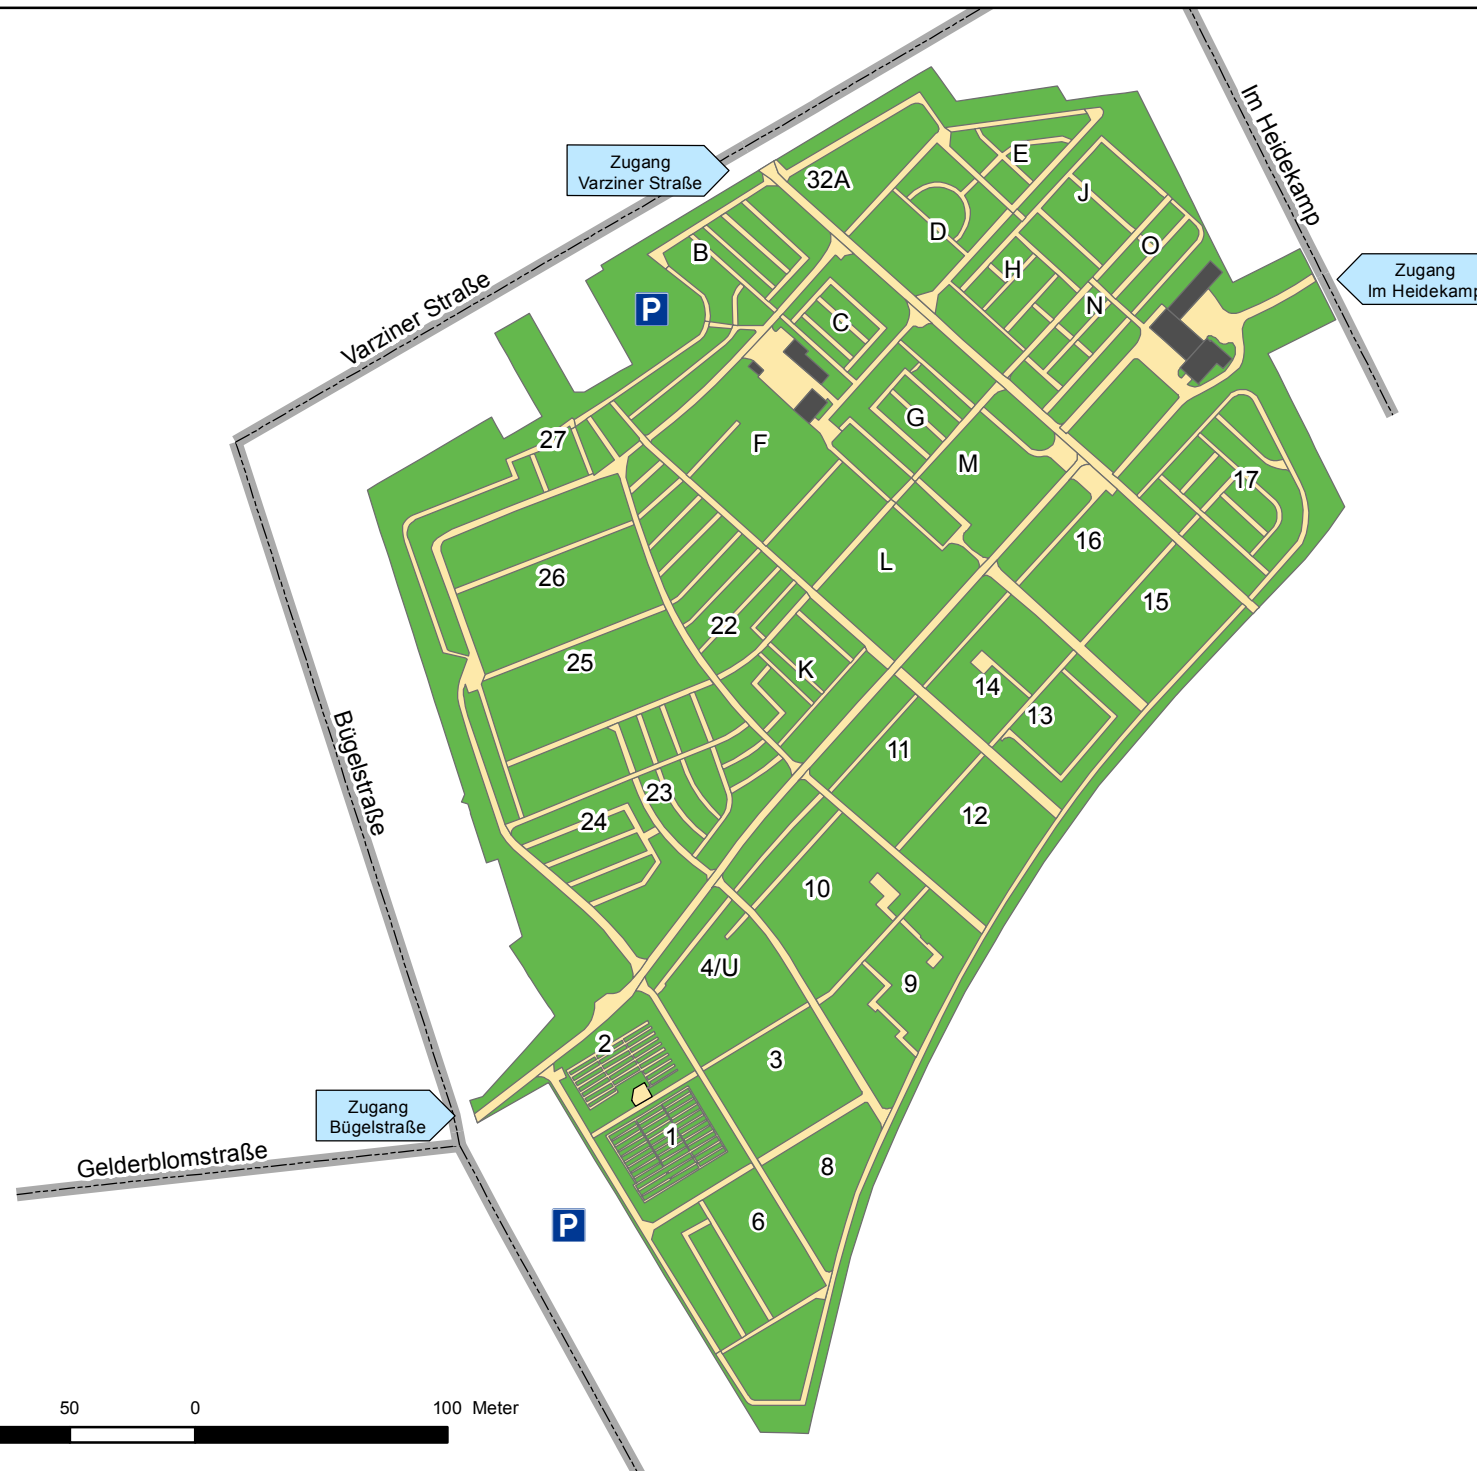 Im Heidekamp
Zugang
Varziner Straße
32A
E
J
D
O
B
H
Zugang
Im Heidekamp
Varziner Straße
P
N
C
G
27
F
M
17
16
L
26
15
22
25
K
14
13
11
Bügelstraße
23
24
12
10
4/U
9
2
3
Zugang
Bügelstraße
1
Gelderblomstraße
8
P
6
50 0 100 Meter